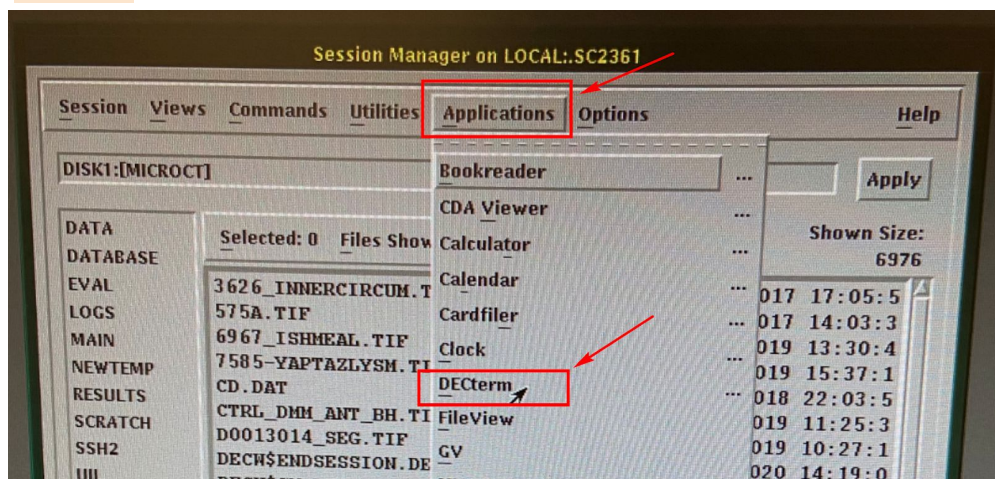 Session Manager on LOCAL:.SC2361
Session Views Commands Utilities Applications Options Help
DISK1:[MICROCT]
Apply
Bookreader ...
CDA Viewer ...
Calculator ...
Calendar ...
Cardfiler ...
Clock ...
DECterm ...
FileView
GV
DATA
DATABASE
EVAL
LOGS
MAIN
NEWTEMP
RESULTS
SCRATCH
SSH2
Selected: 0 Files Show
Shown Size:
6976
3626_INNERCIRCUM.T
575A.TIF
6967_ISHMEAL.TIF
7585-YAPTAZLYSM.TI
CD.DAT
CTRL_DMM_ANT_BH.TI
D0013014_SEG.TIF
DECW$ENDSESSION.DE
017 17:05:5
017 14:03:3
019 13:30:4
019 15:37:1
018 22:03:5
019 11:25:3
019 10:27:1
020 14:19:0